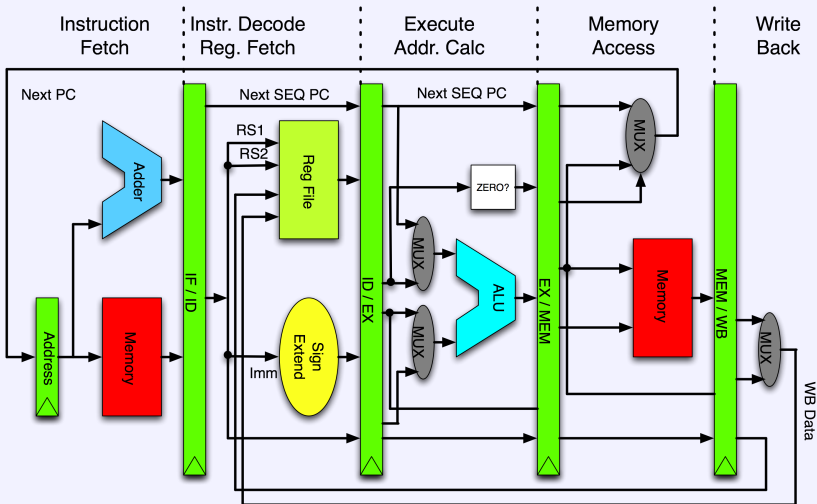 Instruction
Fetch
Instr. Decode
Reg. Fetch
Execute
Addr. Calc
Memory
Access
Write
Back
Next PC
Next SEQ PC
Next SEQ PC
RS1
RS2
Reg File
Adder
MUX
ZERO?
MUX
IF / ID
ID / EX
ALU
EX / MEM
Memory
MEM / WB
Address
Memory
Sign
Extend
Imm
MUX
MUX
WB Data